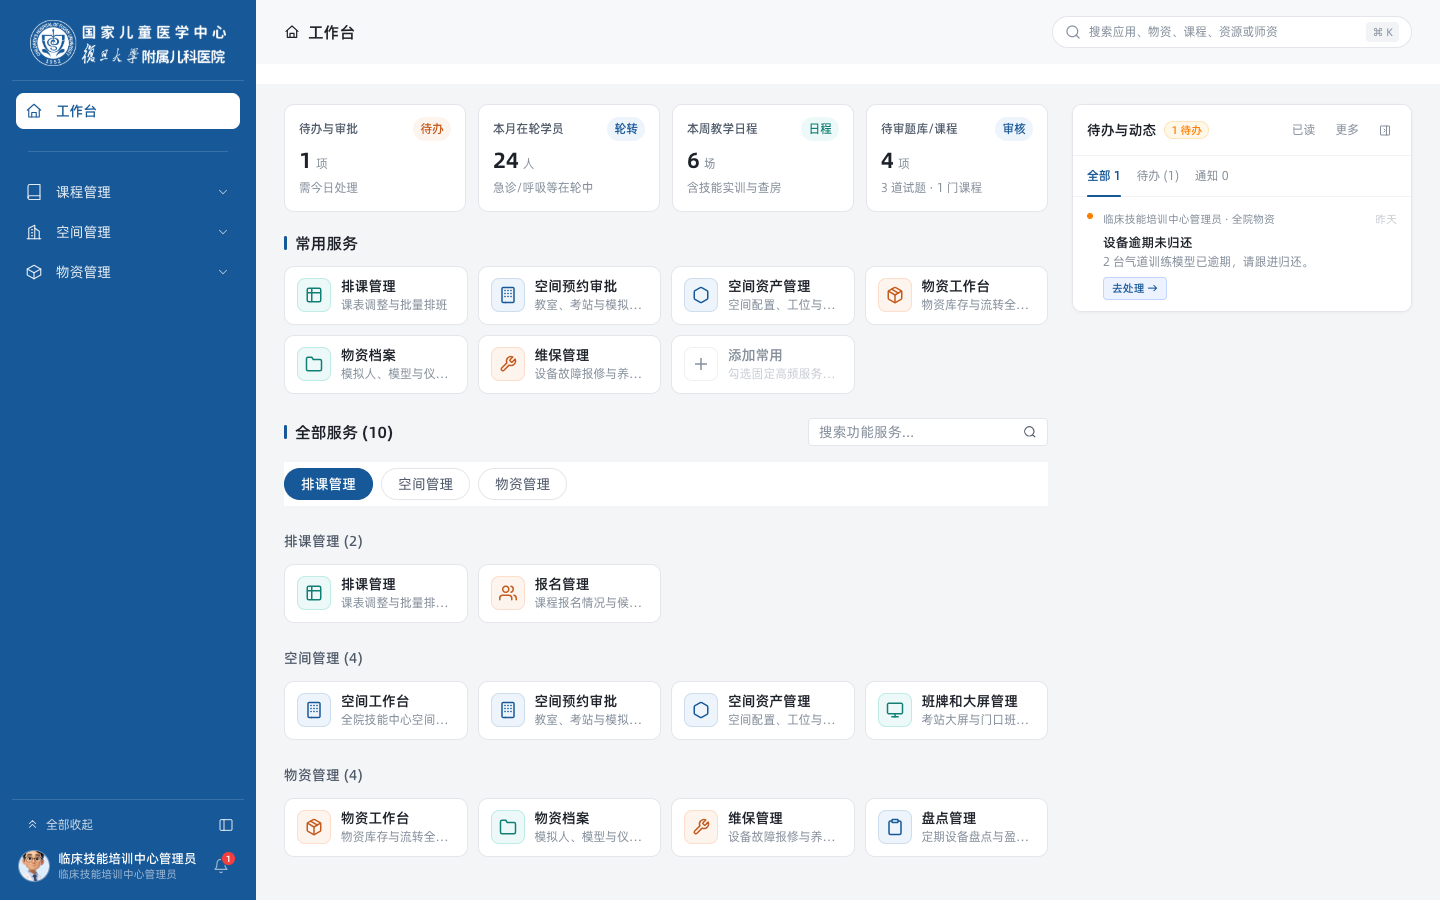 国家儿童医学中心
復旦大学 附属儿科医院
工作台
课程管理
空间管理
物资管理
全部收起
临床技能培训中心管理员
临床技能培训中心管理员
1
工作台
搜索应用、物资、课程、资源或师资
⌘ K
待办与审批 待办
1 项
需今日处理
本月在轮学员 轮转
24 人
急诊/呼吸等在轮中
本周教学日程 日程
6 场
含技能实训与查房
待审题库/课程 审核
4 项
3 道试题 · 1 门课程
常用服务
排课管理
课表调整与批量排班
空间预约审批
教室、考站与模拟...
空间资产管理
空间配置、工位与...
物资工作台
物资库存与流转全...
物资档案
模拟人、模型与仪...
维保管理
设备故障报修与养...
添加常用
勾选固定高频服务...
全部服务 (10)
搜索功能服务...
排课管理
空间管理
物资管理
排课管理 (2)
排课管理
课表调整与批量排...
报名管理
课程报名情况与候...
空间管理 (4)
空间工作台
全院技能中心空间...
空间预约审批
教室、考站与模拟...
空间资产管理
空间配置、工位与...
班牌和大屏管理
考站大屏与门口班...
物资管理 (4)
物资工作台
物资库存与流转全...
物资档案
模拟人、模型与仪...
维保管理
设备故障报修与养...
盘点管理
定期设备盘点与盈...
待办与动态 1 待办 已读 更多
全部 1 待办 (1) 通知 0
临床技能培训中心管理员 · 全院物资 昨天
设备逾期未归还
2 台气道训练模型已逾期，请跟进归还。
去处理 →